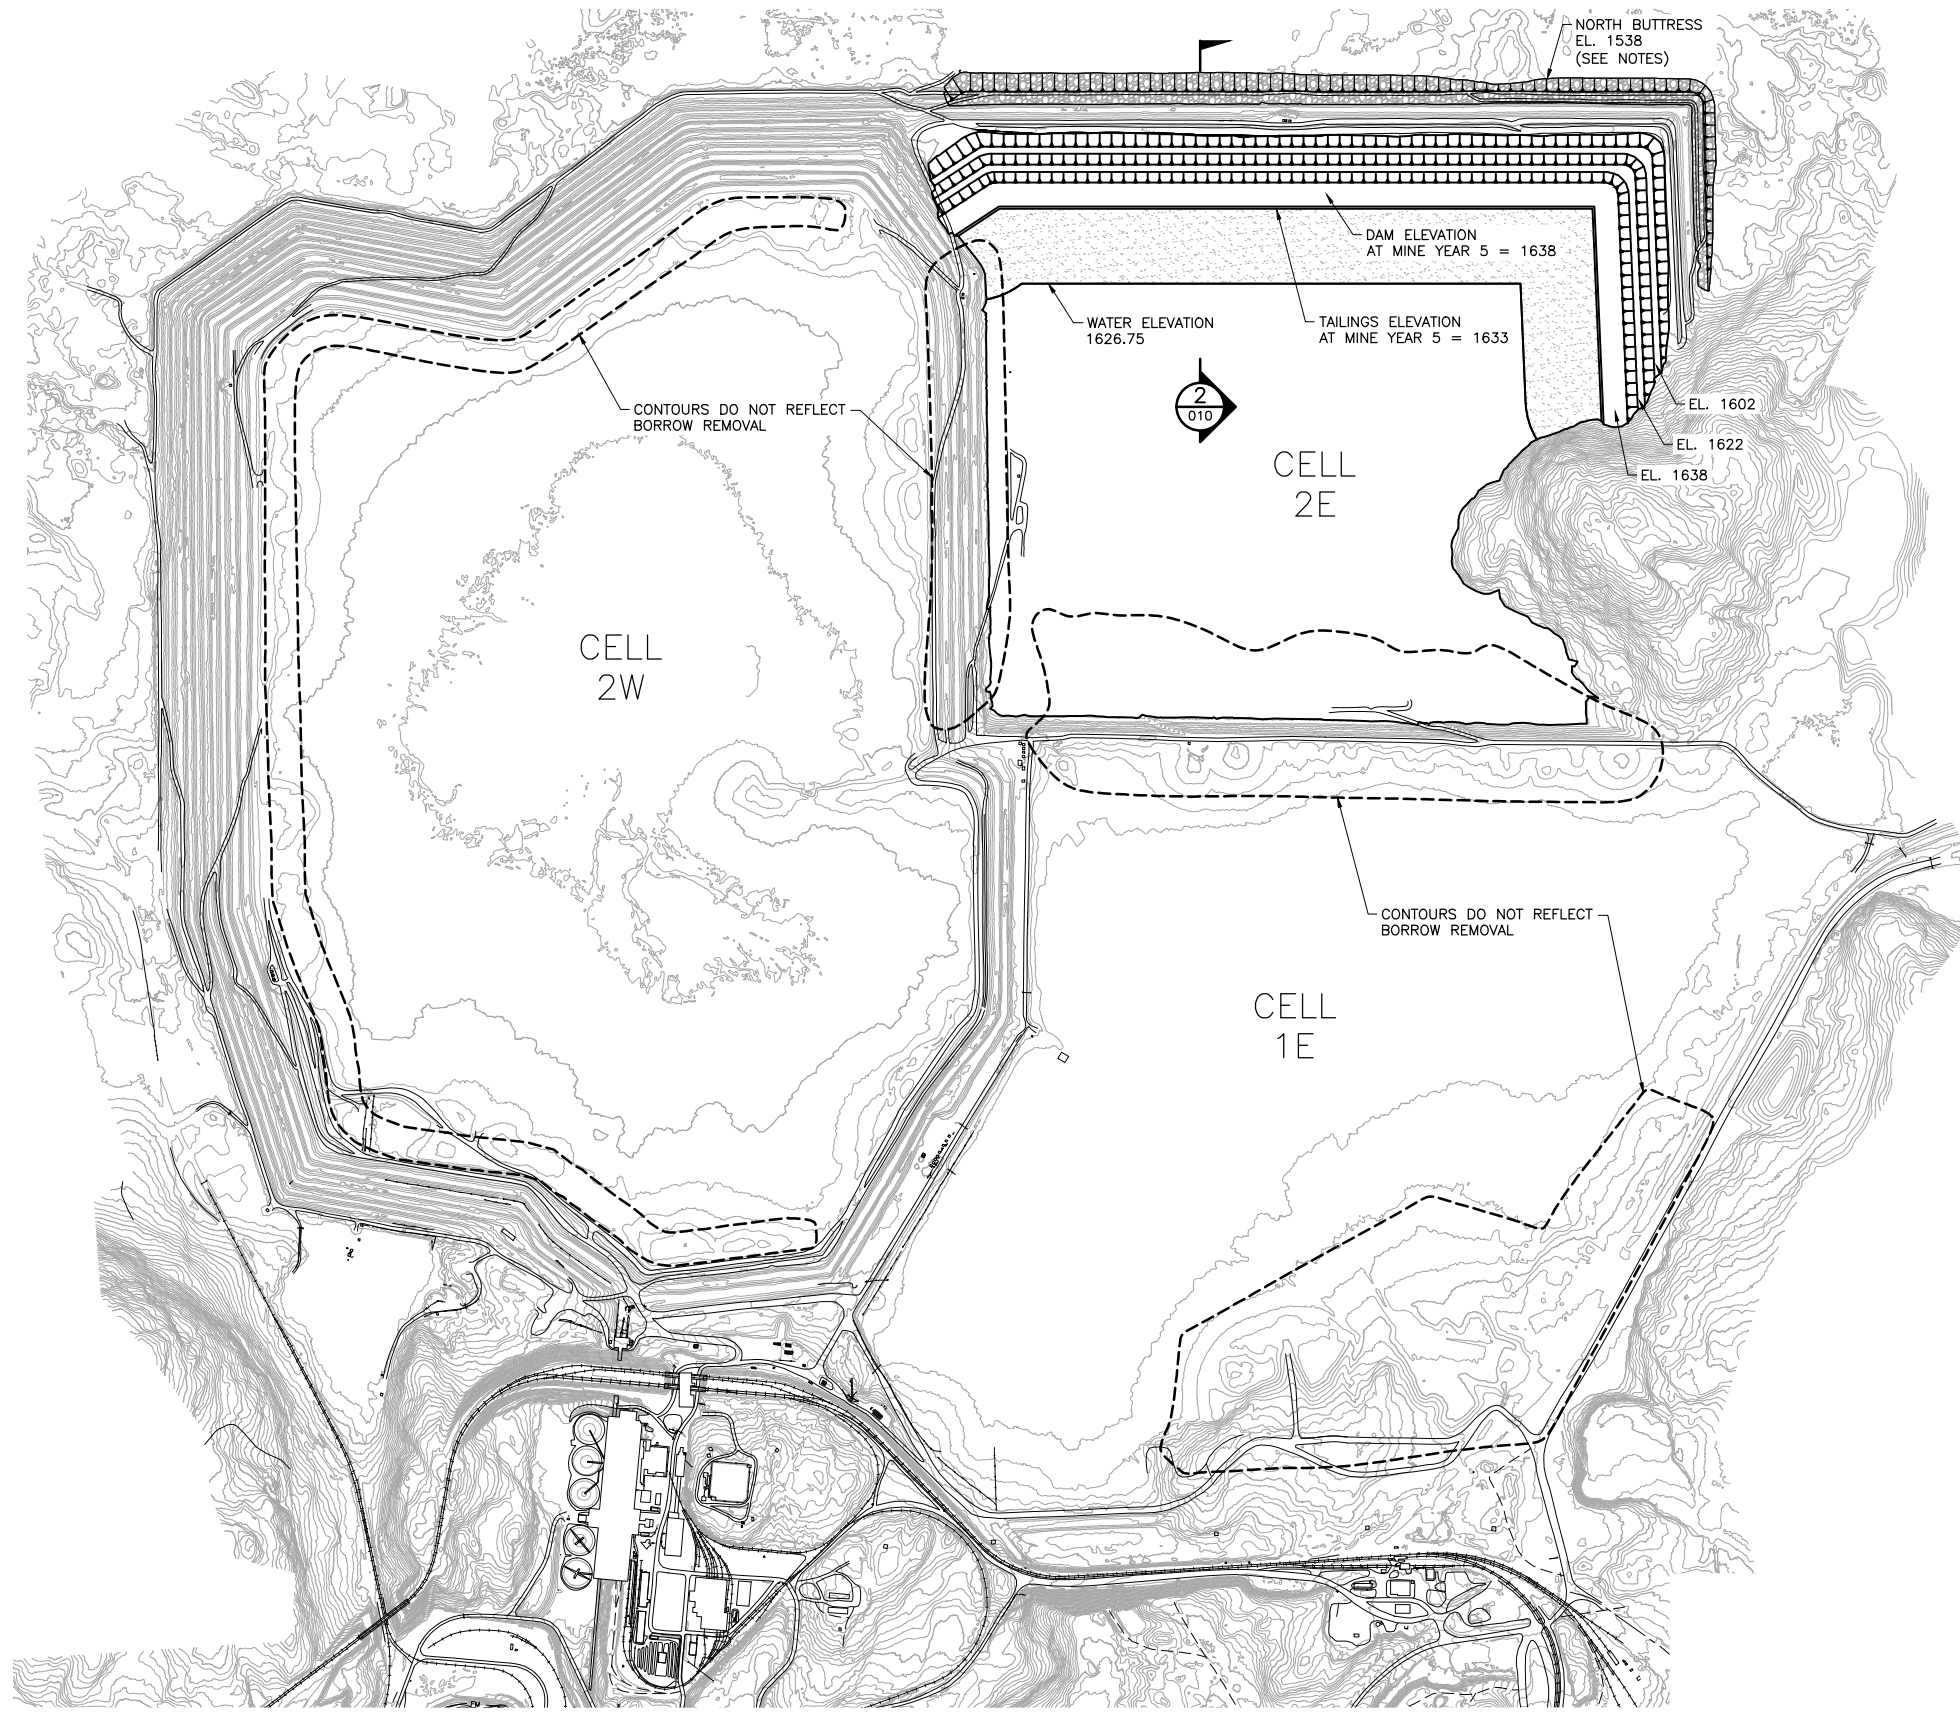 NORTH BUTTRESS
EL. 1538
(SEE NOTES)
DAM ELEVATION
AT MINE YEAR 5 = 1638
WATER ELEVATION
1626.75
TAILINGS ELEVATION
AT MINE YEAR 5 = 1633
2
010
CONTOURS DO NOT REFLECT
BORROW REMOVAL
EL. 1602
EL. 1622
EL. 1638
CELL
2E
CELL
2W
CONTOURS DO NOT REFLECT
BORROW REMOVAL
CELL
1E